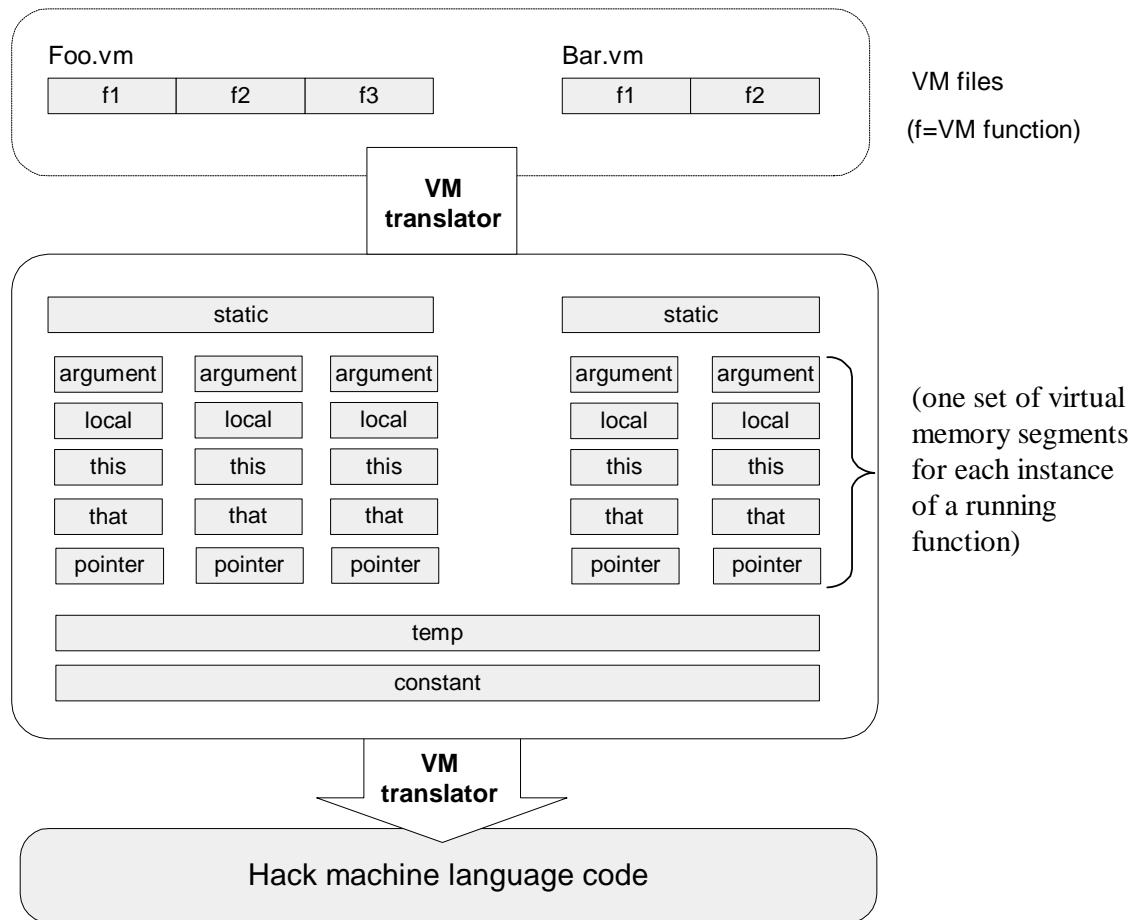 Foo.vm
Bar.vm
f1 f2 f3
f1 f2
VM files
(f=VM function)
VM
translator
static
static
argument argument argument argument argument
local local local local local
this this this this this
that that that that that
pointer pointer pointer pointer pointer
(one set of virtual
memory segments
for each instance
of a running
function)
temp
constant
VM
translator
Hack machine language code